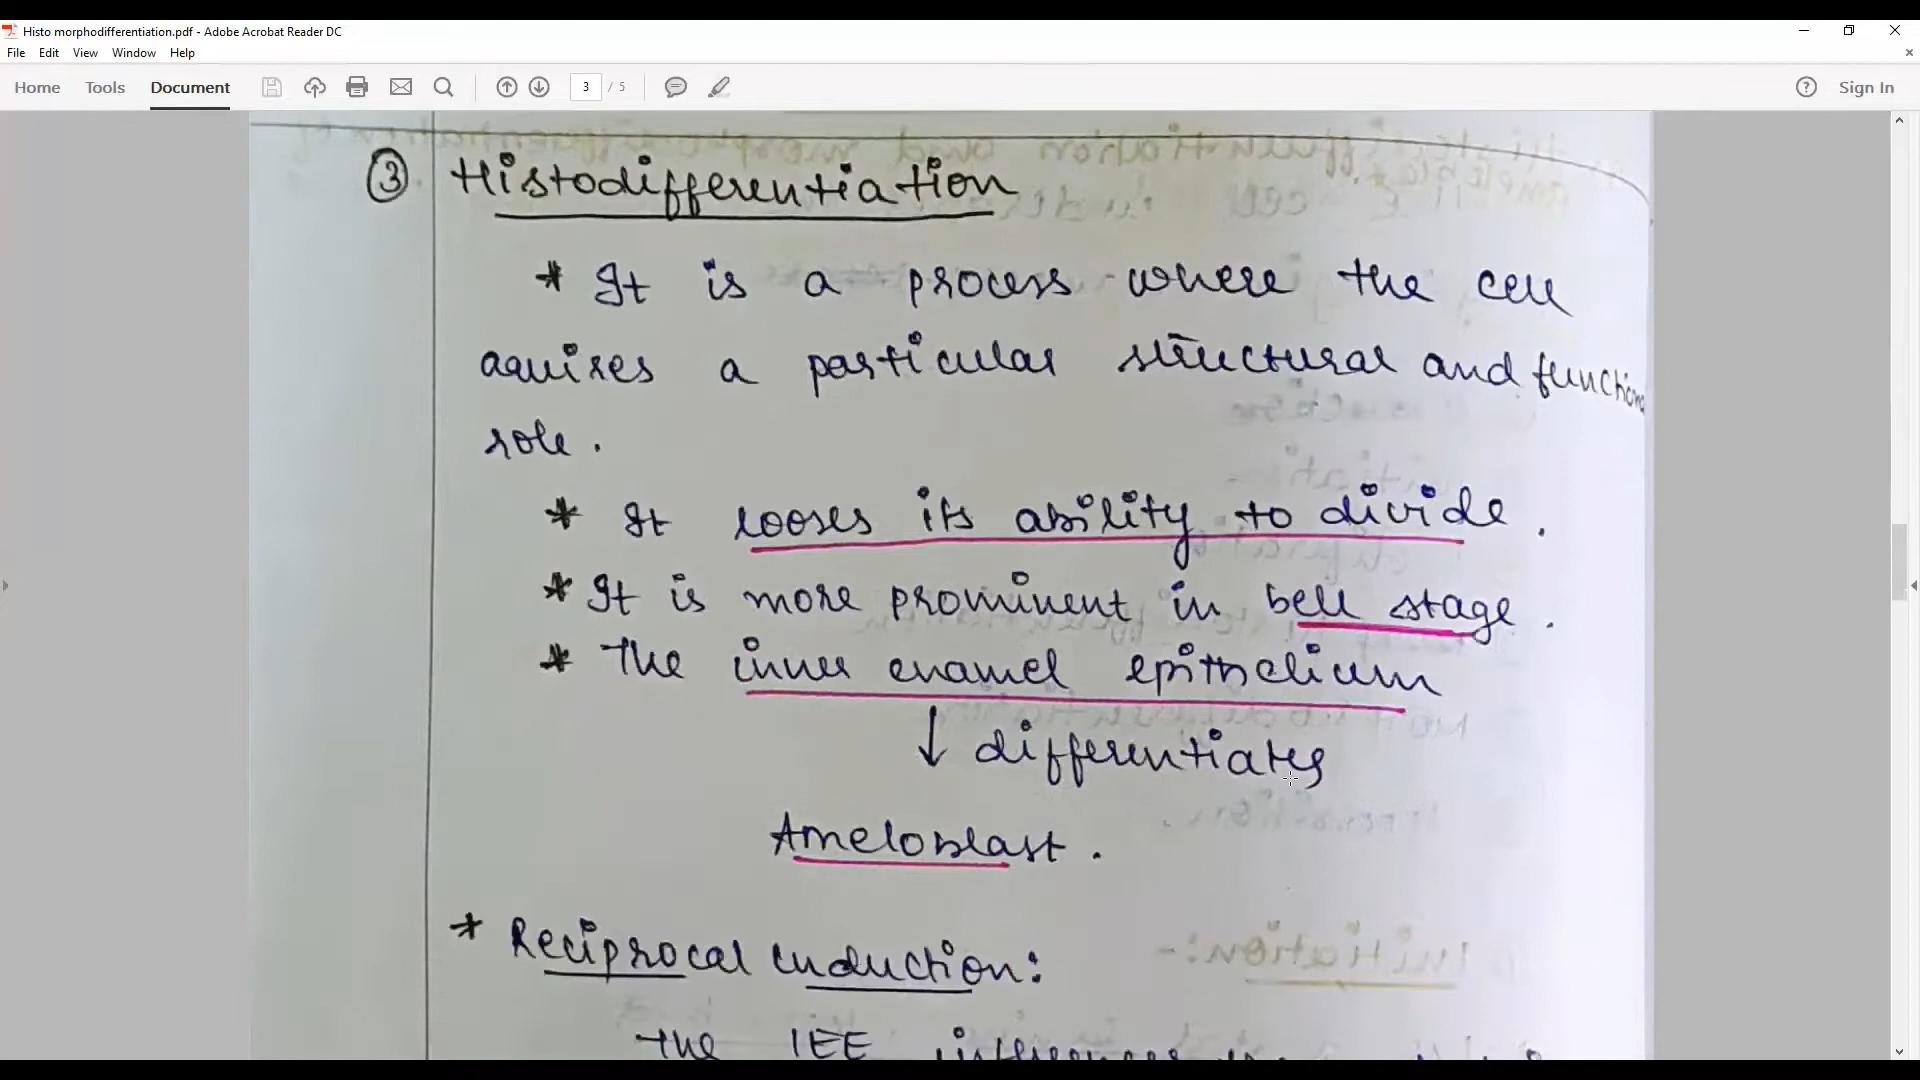 Histo morphodifferentiation.pdf - Adobe Acrobat Reader DC
File Edit View Window Help
Home Tools Document 3 / 5 Sign In
③ Histodifferentiation
* It is a process where the cell
aquires a particular structural and function
role.
* It looses its ability to divide.
* It is more prominent in bell stage.
* The inner enamel epithelium
↓ differentiates
Ameloblast.
* Reciprocal induction:
the IEE influences